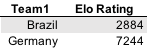 Team1 Elo Rating
Brazil 2884
Germany 7244